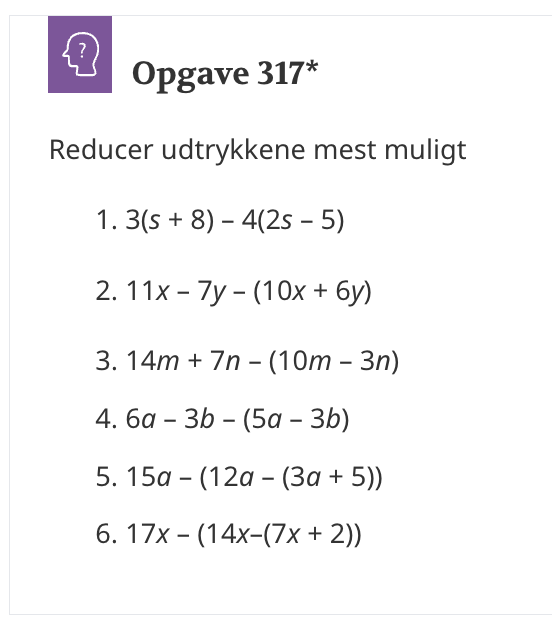 ?
Opgave 317*
Reducer udtrykkene mest muligt
1. 3(s + 8) – 4(2s – 5)
2. 11x – 7y – (10x + 6y)
3. 14m + 7n – (10m – 3n)
4. 6a – 3b – (5a – 3b)
5. 15a – (12a – (3a + 5))
6. 17x – (14x–(7x + 2))